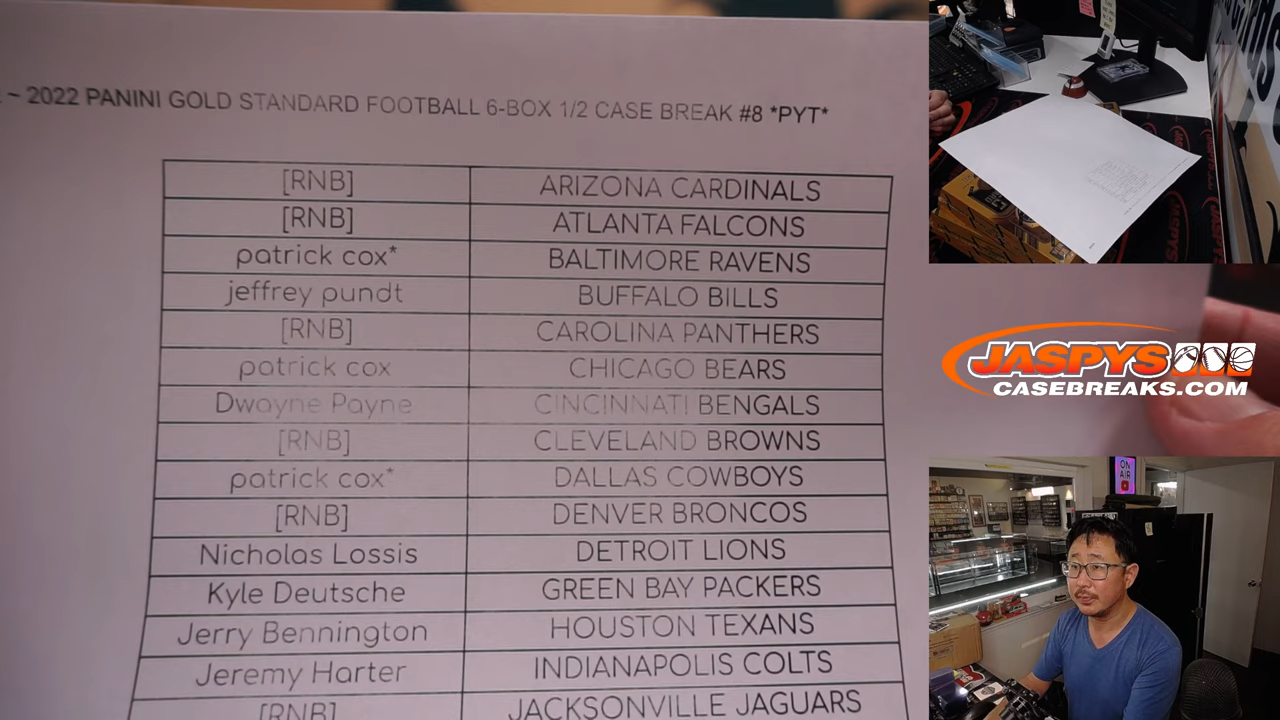 ~ 2022 PANINI GOLD STANDARD FOOTBALL 6-BOX 1/2 CASE BREAK #8 *PYT*
[RNB] ARIZONA CARDINALS
[RNB] ATLANTA FALCONS
patrick cox* BALTIMORE RAVENS
jeffrey pundt BUFFALO BILLS
[RNB] CAROLINA PANTHERS
patrick cox CHICAGO BEARS
Dwayne Payne CINCINNATI BENGALS
[RNB] CLEVELAND BROWNS
patrick cox* DALLAS COWBOYS
[RNB] DENVER BRONCOS
Nicholas Lossis DETROIT LIONS
Kyle Deutsche GREEN BAY PACKERS
Jerry Bennington HOUSTON TEXANS
Jeremy Harter INDIANAPOLIS COLTS
[RNB] JACKSONVILLE JAGUARS
JASPYS
CASEBREAKS.COM
ON
AIR